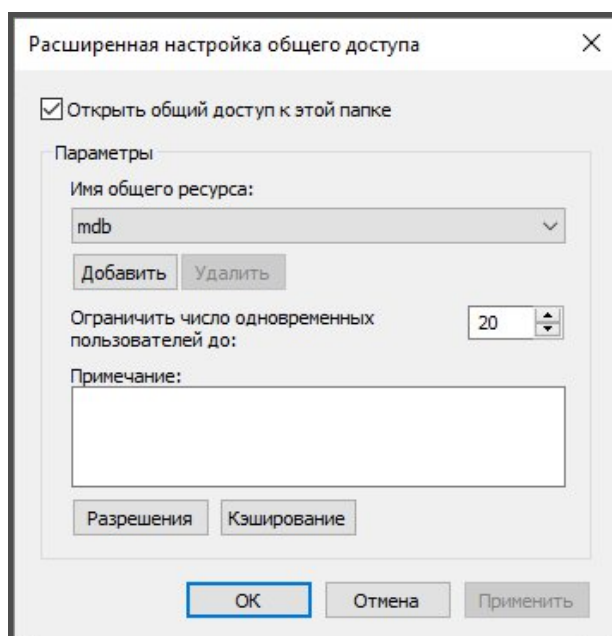 Расширенная настройка общего доступа
Открыть общий доступ к этой папке
Параметры
Имя общего ресурса:
mdb
Добавить Удалить
Ограничить число одновременных 20
пользователей до:
Примечание:
Разрешения Кэширование
ОК Отмена Применить